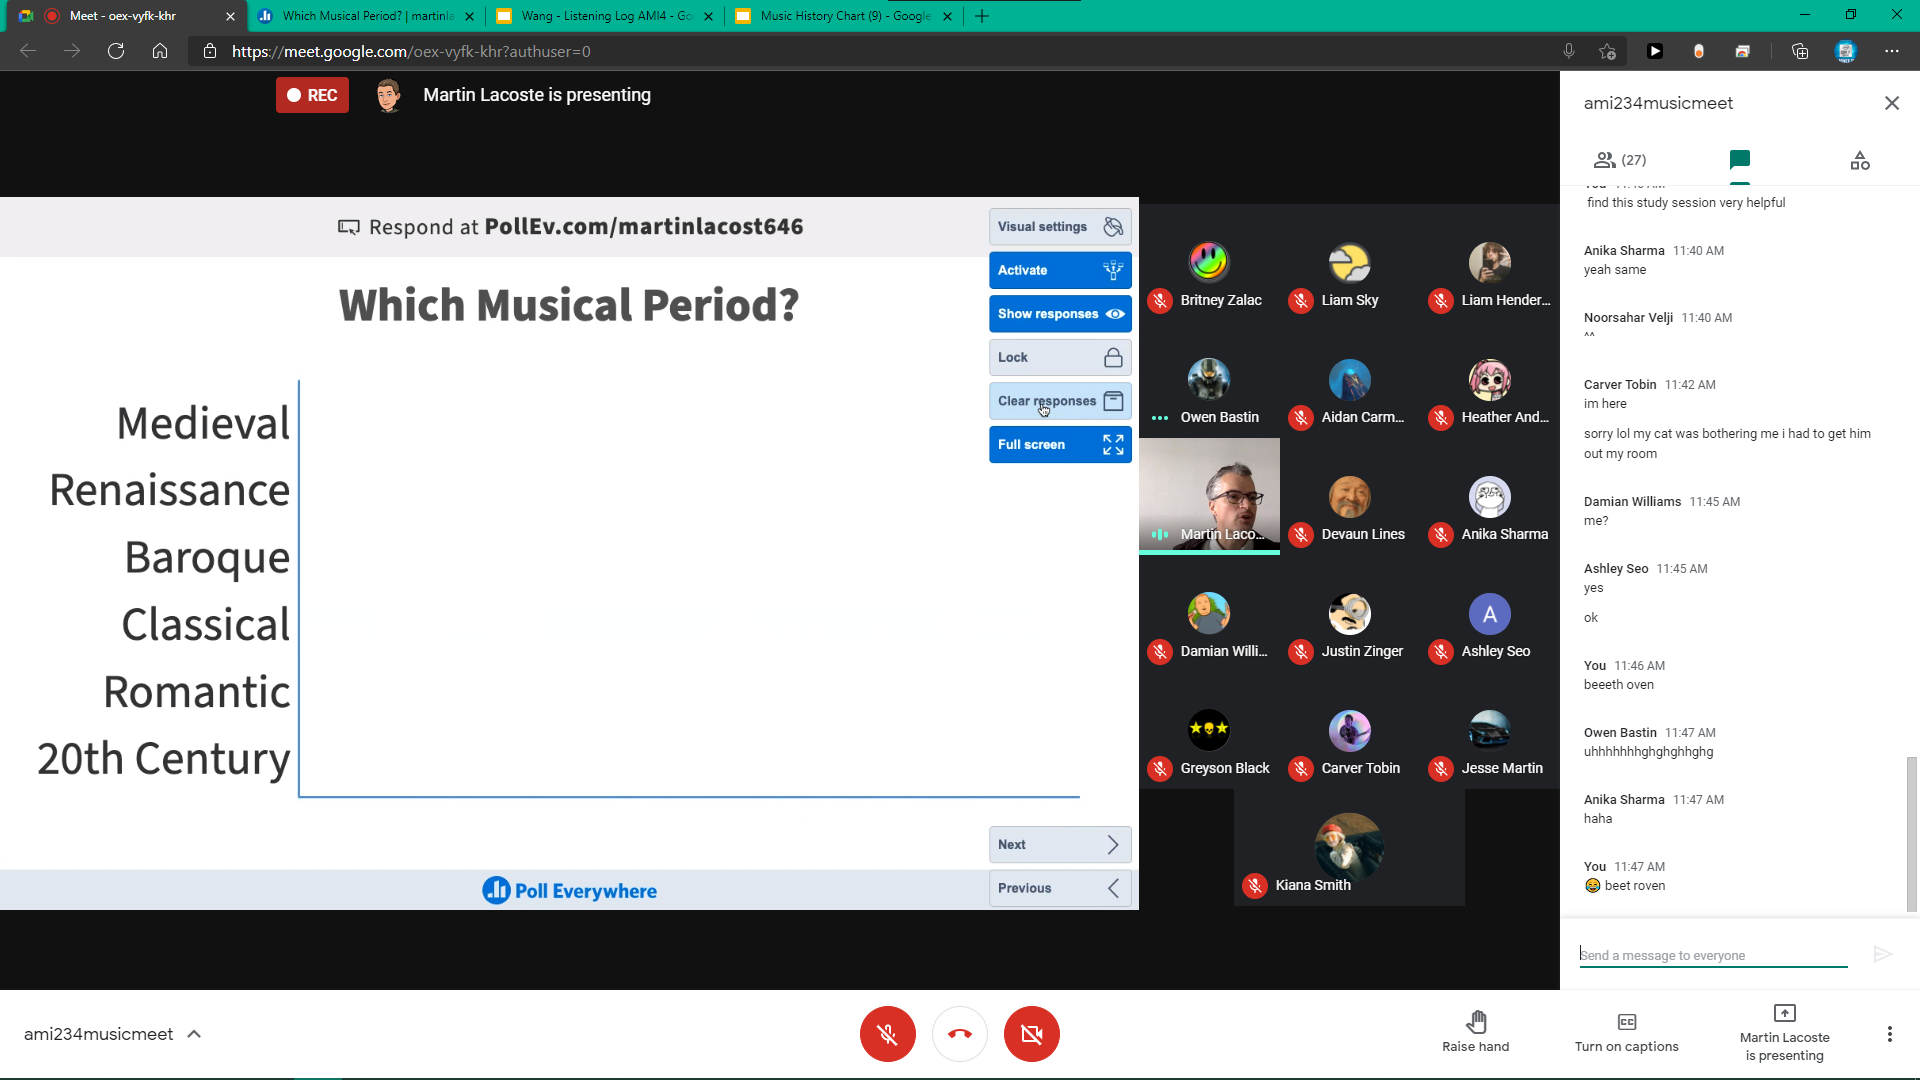 Meet - oex-vyfk-khr
Which Musical Period? | martinla
Wang - Listening Log AMI4 - Go
Music History Chart (9) - Google
https://meet.google.com/oex-vyfk-khr?authuser=0
REC
Martin Lacoste is presenting
Respond at PollEv.com/martinlacost646
Which Musical Period?
Medieval
Renaissance
Baroque
Classical
Romantic
20th Century
Visual settings
Activate
Show responses
Lock
Clear responses
Full screen
Next
Previous
Poll Everywhere
Britney Zalac
Liam Sky
Liam Hender...
Owen Bastin
Aidan Carm...
Heather And...
Martin Laco...
Devaun Lines
Anika Sharma
Damian Willi...
Justin Zinger
A
Ashley Seo
Greyson Black
Carver Tobin
Jesse Martin
Kiana Smith
ami234musicmeet
(27)
find this study session very helpful
Anika Sharma 11:40 AM
yeah same
Noorsahar Velji 11:40 AM
^^
Carver Tobin 11:42 AM
im here
sorry lol my cat was bothering me i had to get him
out my room
Damian Williams 11:45 AM
me?
Ashley Seo 11:45 AM
yes
ok
You 11:46 AM
beeeth oven
Owen Bastin 11:47 AM
uhhhhhhghghghhghg
Anika Sharma 11:47 AM
haha
You 11:47 AM
😂 beet roven
Send a message to everyone
ami234musicmeet
Raise hand
CC
Turn on captions
Martin Lacoste
is presenting